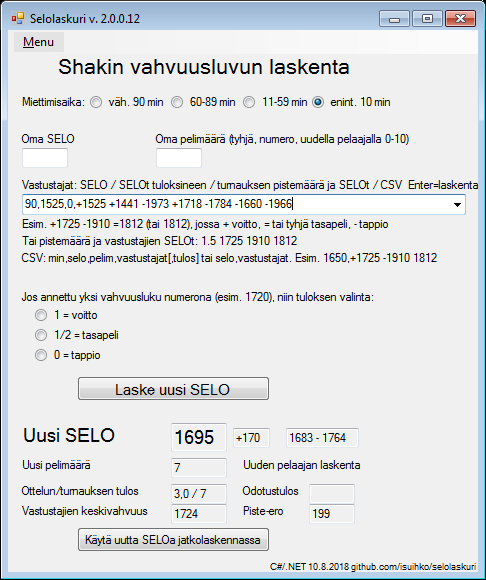 Selolaskuri v. 2.0.0.12
Menu
Shakin vahvuusluvun laskenta
Miettimisaika: väh. 90 min 60-89 min 11-59 min enint. 10 min
Oma SELO Oma pelimäärä (tyhjä, numero, uudella pelaajalla 0-10)
Vastustajat: SELO / SELOt tuloksineen / turnauksen pistemäärä ja SELOt / CSV Enter=laskenta
90,1525,0,+1525 +1441 -1973 +1718 -1784 -1660 -1966
Esim. +1725 -1910 =1812 (tai 1812), jossa + voitto, = tai tyhjä tasapeli, - tappio
Tai pistemäärä ja vastustajien SELOt: 1.5 1725 1910 1812
CSV: min,selo,pelim,vastustajat[,tulos] tai selo,vastustajat. Esim. 1650,+1725 -1910 1812
Jos annettu yksi vahvuusluku numerona (esim. 1720), niin tuloksen valinta:
1 = voitto
1/2 = tasapeli
0 = tappio
Laske uusi SELO
Uusi SELO 1695 +170 1683 - 1764
Uusi pelimäärä 7 Uuden pelaajan laskenta
Ottelun/turnauksen tulos 3,0 / 7 Odotustulos
Vastustajien keskivahvuus 1724 Piste-ero 199
Käytä uutta SELOa jatkolaskennassa
C#/.NET 10.8.2018 github.com/isuihko/selolaskuri